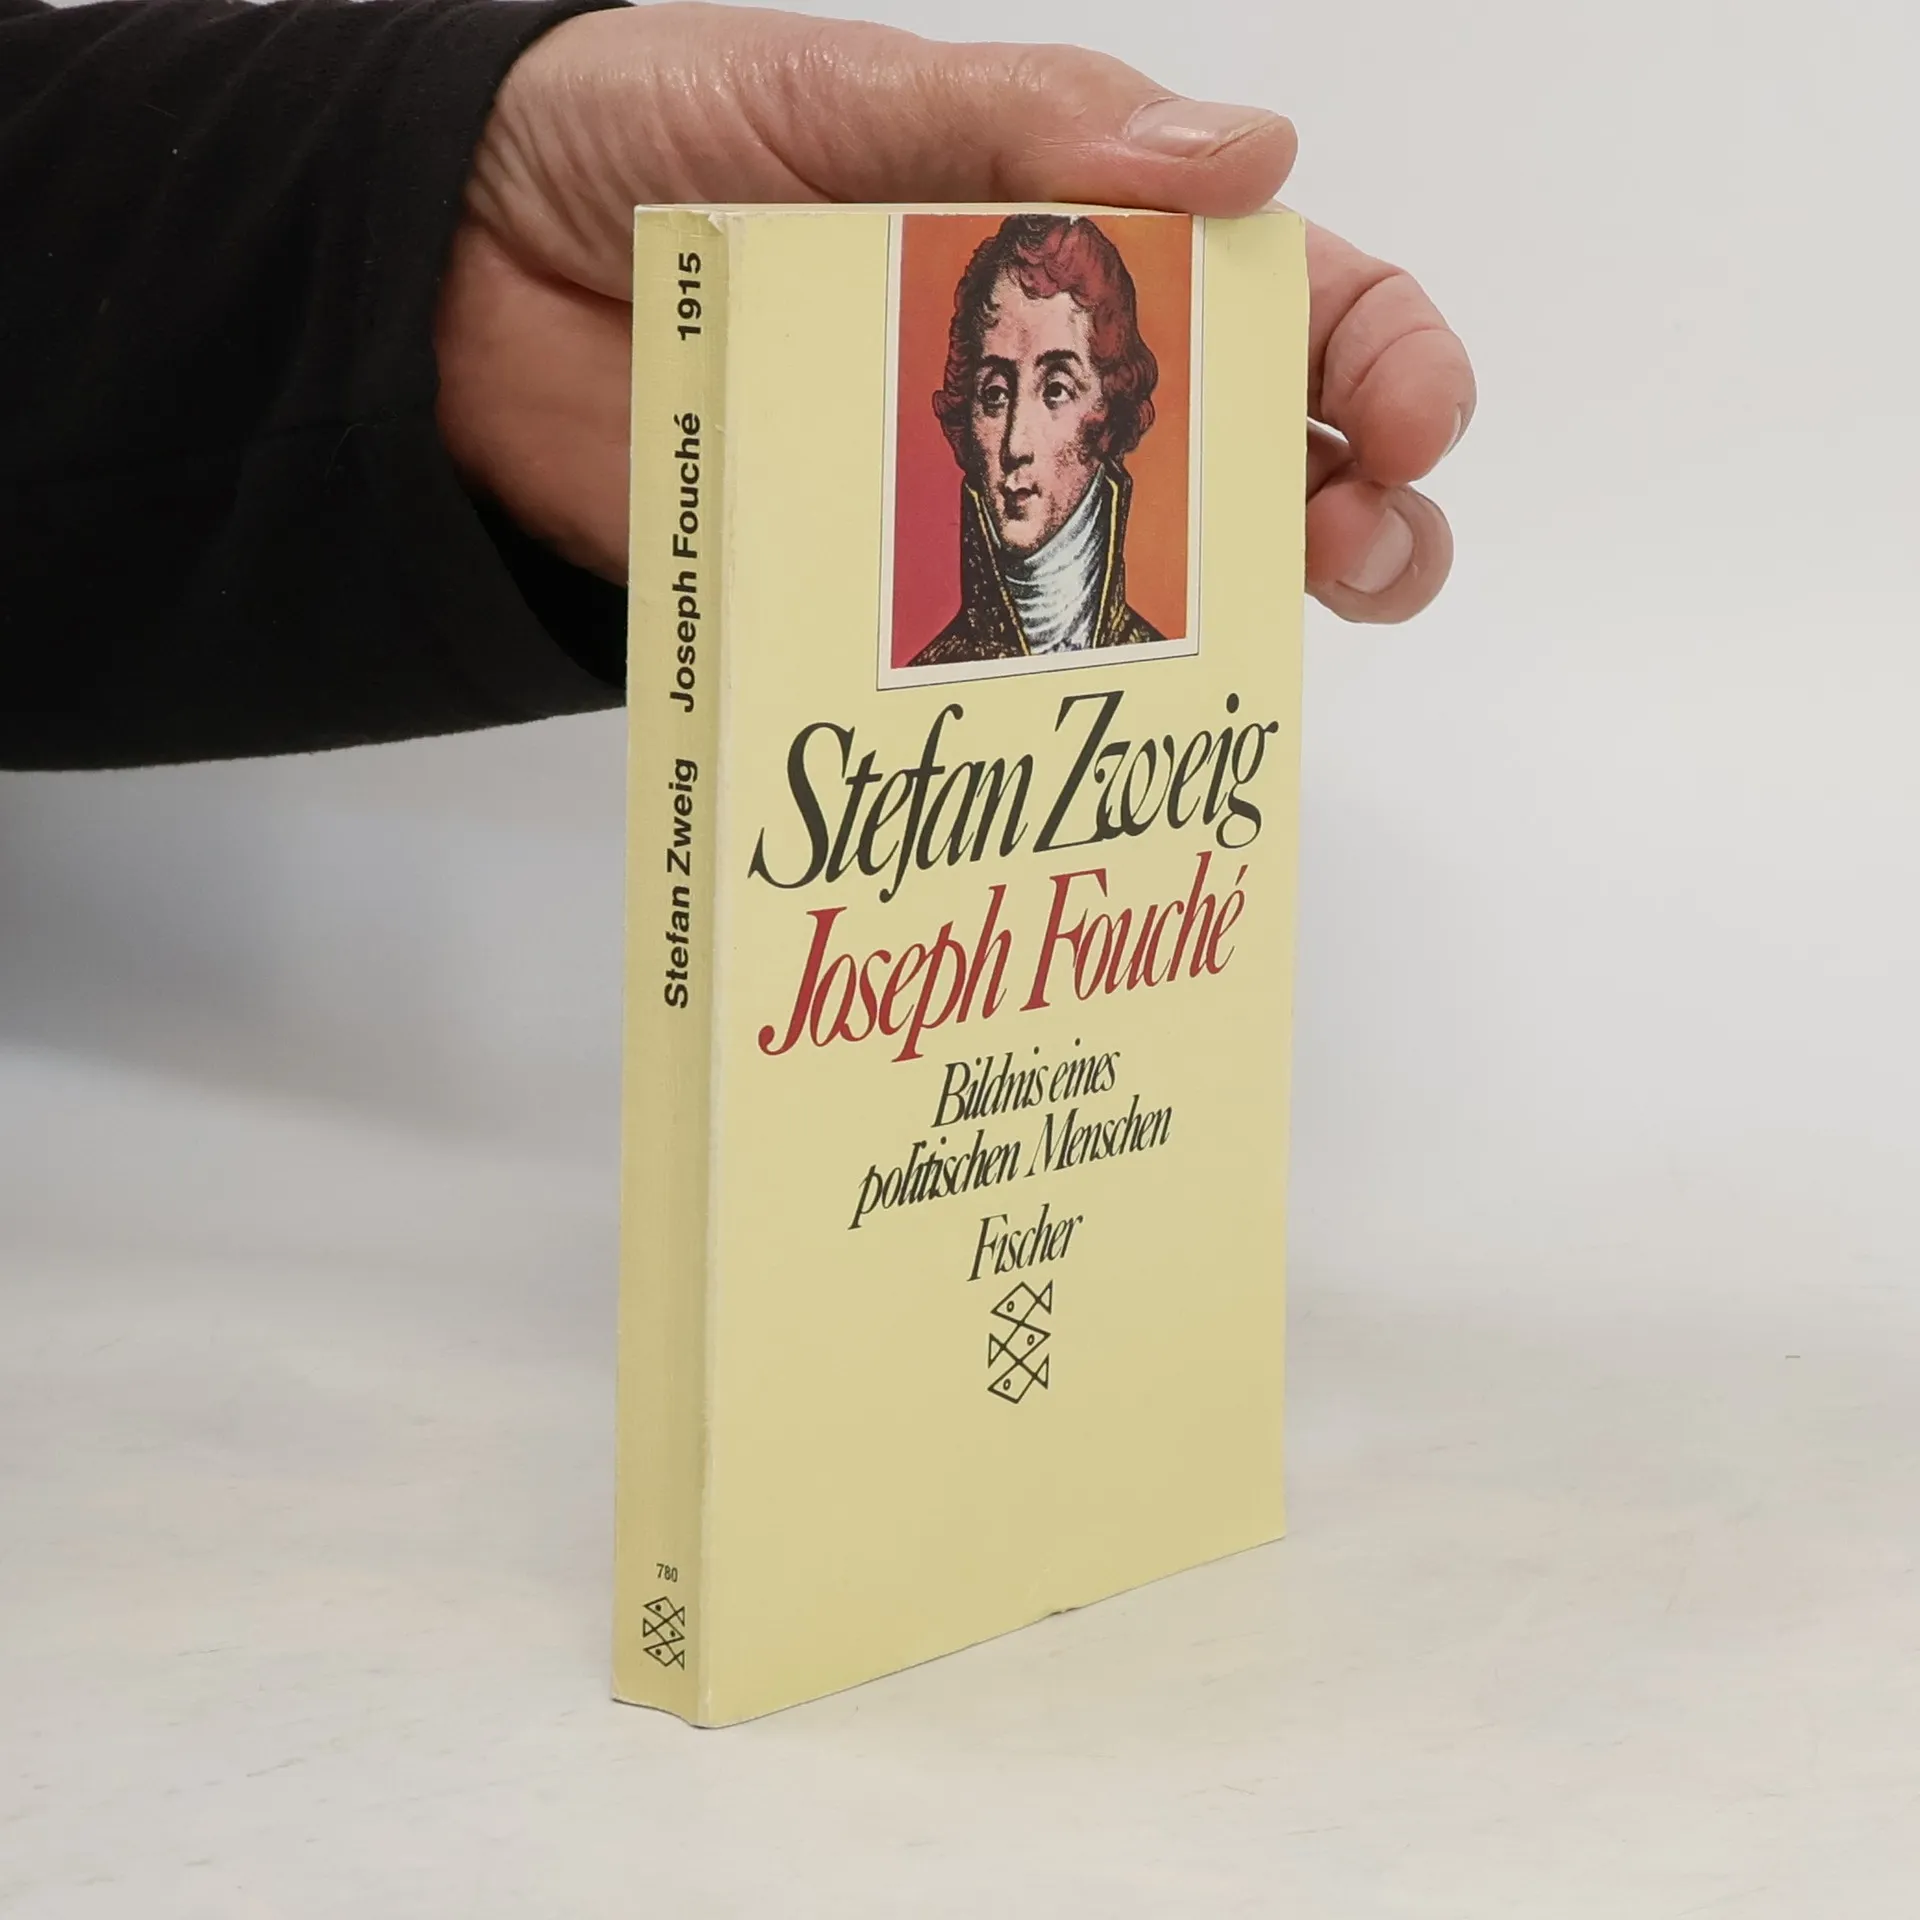 Stefan Zweig Joseph Fouché 1915
780
Stefan Zweig
Joseph Fouché
Bildnis eines
politischen Menschen
Fischer